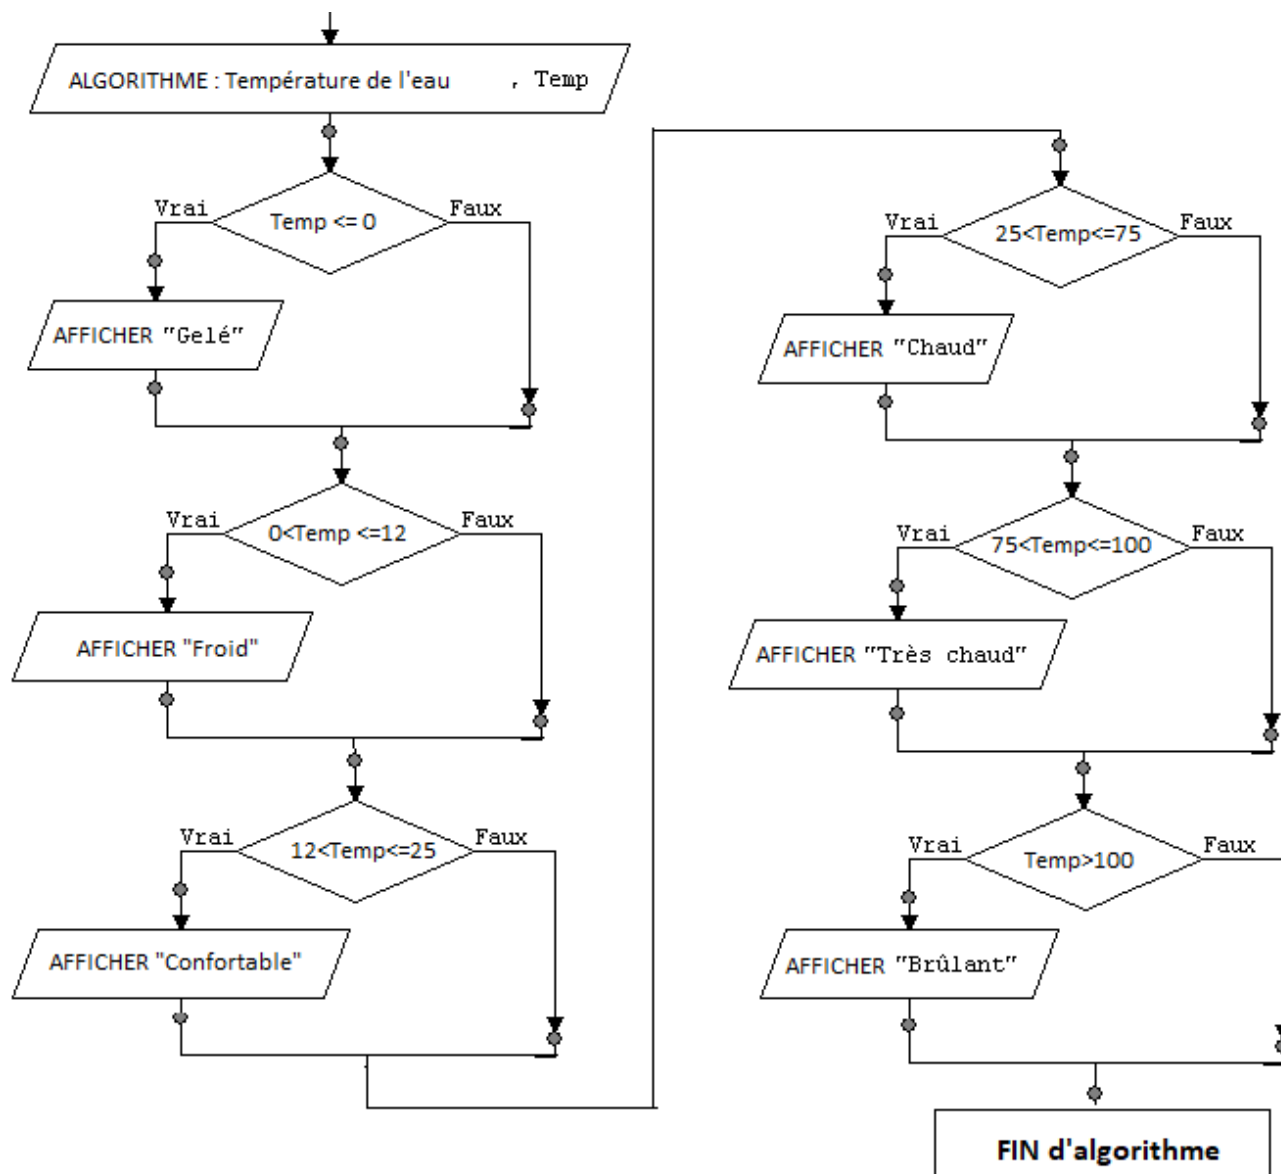 ALGORITHME : Température de l'eau , Temp
Temp <= 0
Vrai
Faux
AFFICHER "Gelé"
0<Temp <=12
Vrai
Faux
AFFICHER "Froid"
12<Temp<=25
Vrai
Faux
AFFICHER "Confortable"
25<Temp<=75
Vrai
Faux
AFFICHER "Chaud"
75<Temp<=100
Vrai
Faux
AFFICHER "Très chaud"
Temp>100
Vrai
Faux
AFFICHER "Brûlant"
FIN d'algorithme